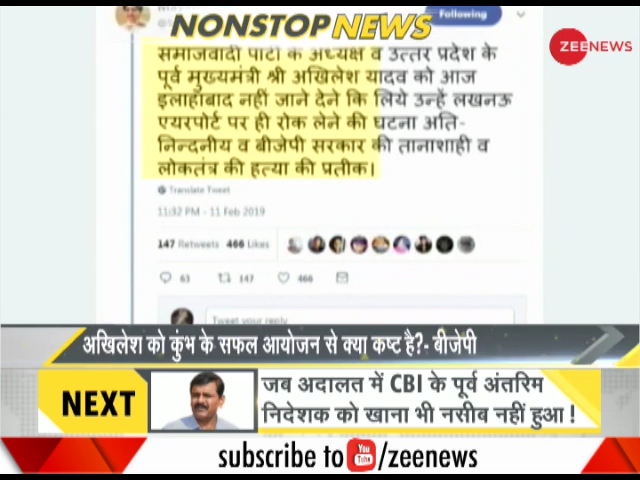 NONSTOP NEWS
Following
ZEENEWS
समाजवादी पार्टी के अध्यक्ष व उत्तर प्रदेश के
पूर्व मुख्यमंत्री श्री अखिलेश यादव को आज
इलाहाबाद नहीं जाने देने कि लिये उन्हें लखनऊ
एयरपोर्ट पर ही रोक लेने की घटना अति-
निन्दनीय व बीजेपी सरकार की तानाशाही व
लोकतंत्र की हत्या की प्रतीक।
Translate Tweet
11:32 PM - 11 Feb 2019
147 Retweets 466 Likes
63 147 466
Tweet your reply
अखिलेश को कुंभ के सफल आयोजन से क्या कष्ट है?- बीजेपी
ZEENEWS
NEXT
जब अदालत में CBI के पूर्व अंतरिम
निदेशक को खाना भी नसीब नहीं हुआ !
subscribe to You Tube /zeenews